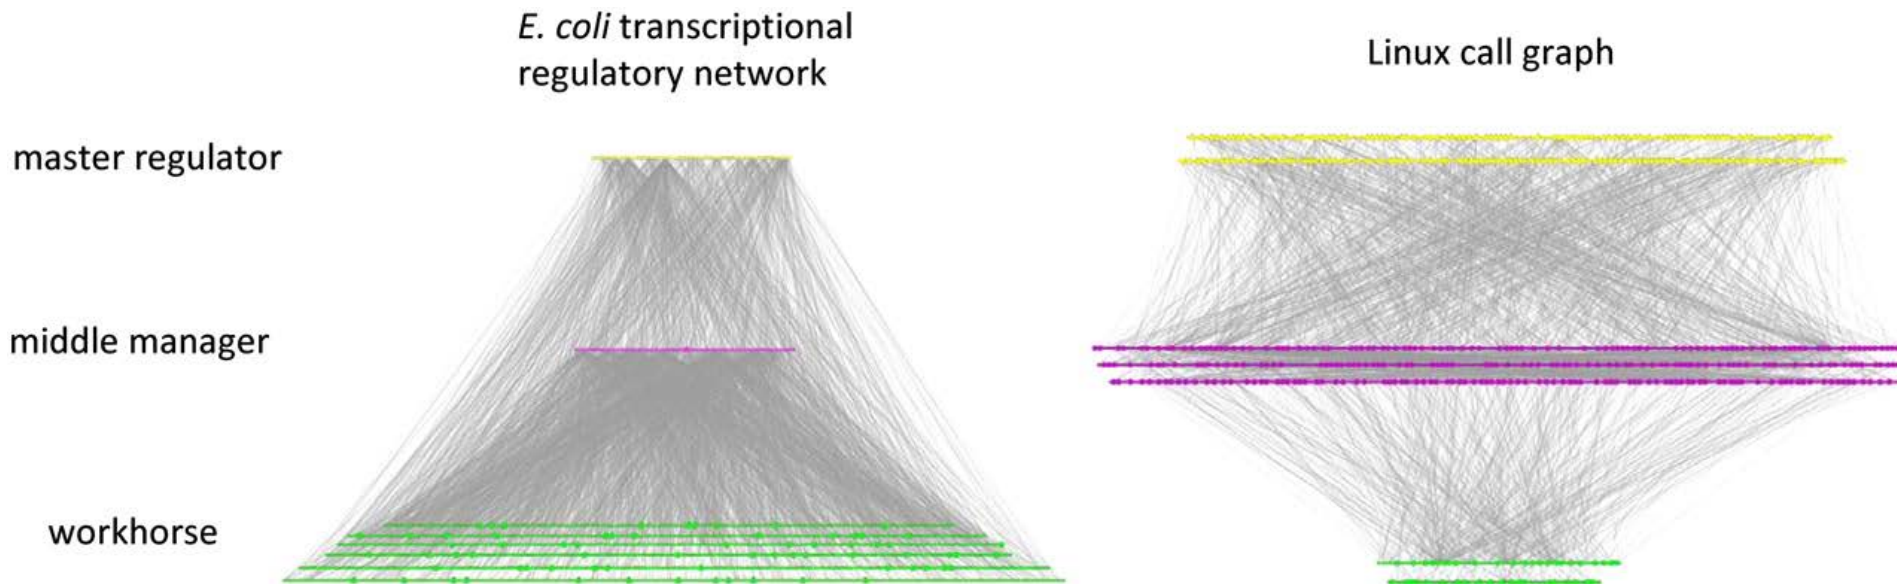 E. coli transcriptional
regulatory network
Linux call graph
master regulator
middle manager
workhorse